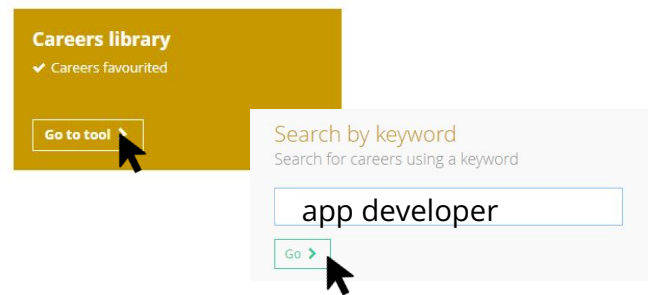 Careers library
✔ Careers favourited
Go to tool
Search by keyword
Search for careers using a keyword
app developer
Go